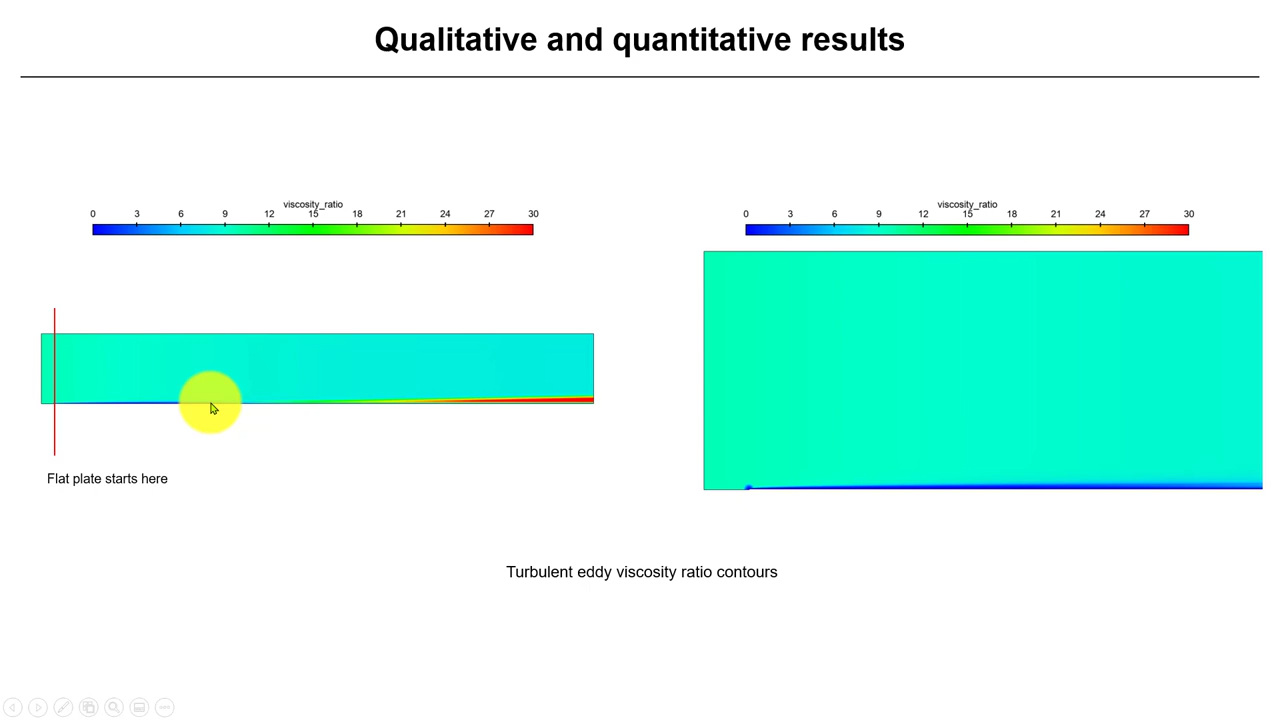 Qualitative and quantitative results
viscosity_ratio
0 3 6 9 12 15 18 21 24 27 30
viscosity_ratio
0 3 6 9 12 15 18 21 24 27 30
Flat plate starts here
Turbulent eddy viscosity ratio contours